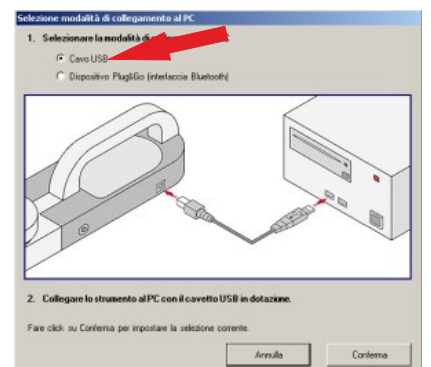 Selezione modalità di collegamento al PC
1. Selezionare la modalità di
Cavo USB
Dispositivo Plug&Go (interfaccia Bluetooth)
2. Collegare lo strumento al PC con il cavetto USB in dotazione.
Fare click su Conferma per impostare la selezione corrente.
Annulla Conferma